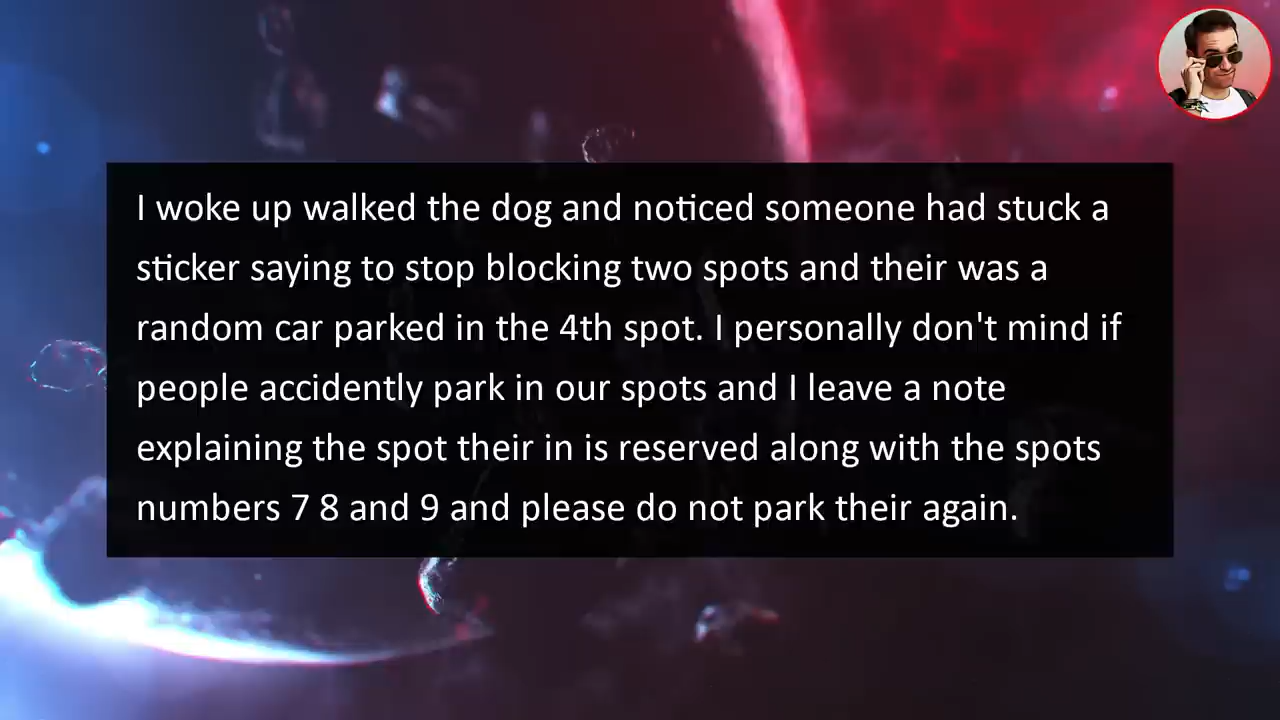 I woke up walked the dog and noticed someone had stuck a
sticker saying to stop blocking two spots and their was a
random car parked in the 4th spot. I personally don't mind if
people accidently park in our spots and I leave a note
explaining the spot their in is reserved along with the spots
numbers 7 8 and 9 and please do not park their again.